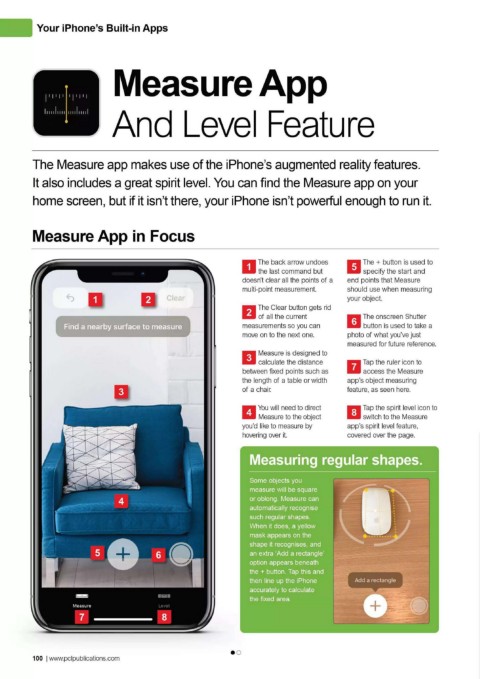 Your iPhone's Built-in Apps
Measure App
And Level Feature
The Measure app makes use of the iPhone's augmented reality features.
It also includes a great spirit level. You can find the Measure app on your
home screen, but if it isn't there, your iPhone isn't powerful enough to run it.
Measure App in Focus
1
2
Clear
Find a nearby surface to measure
3
4
5
+
6
Measure
Level
7
8
1 The back arrow undoes
the last command but
doesn't clear all the points of a
multi-point measurement.
2 The Clear button gets rid
of all the current
measurements so you can
move on to the next one.
3 Measure is designed to
calculate the distance
between fixed points such as
the length of a table or width
of a chair.
4 You will need to direct
Measure to the object
you'd like to measure by
hovering over it.
5 The + button is used to
specify the start and
end points that Measure
should use when measuring
your object.
6 The onscreen Shutter
button is used to take a
photo of what you've just
measured for future reference.
7 Tap the ruler icon to
access the Measure
app's object measuring
feature, as seen here.
8 Tap the spirit level icon to
switch to the Measure
app's spirit level feature,
covered over the page.
Measuring regular shapes.
Some objects you
measure will be square
or oblong. Measure can
automatically recognise
such regular shapes.
When it does, a yellow
mask appears on the
shape it recognises, and
an extra 'Add a rectangle'
option appears beneath
the + button. Tap this and
then line up the iPhone
accurately to calculate
the fixed area.
Add a rectangle
+
100 | www.pclpublications.com